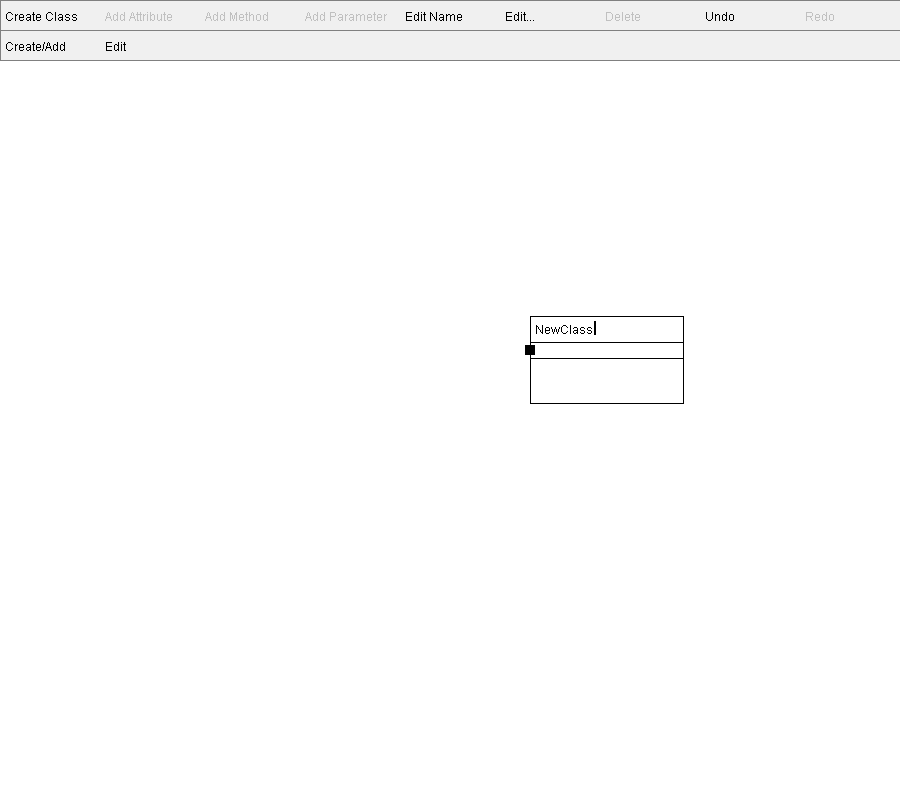 Create Class Add Attribute Add Method Add Parameter Edit Name Edit... Delete Undo Redo
Create/Add Edit
NewClass